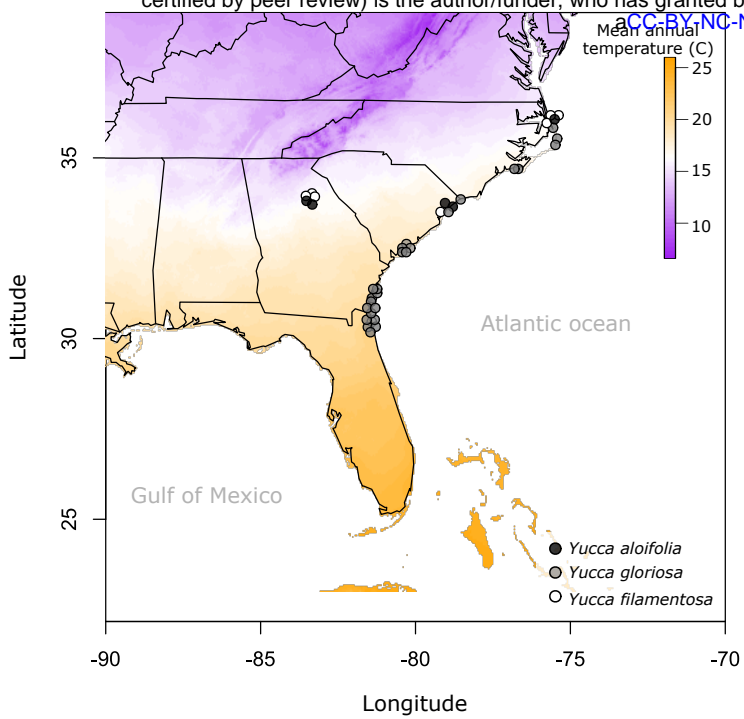 certified by peer review) is the author/funder, who has granted b
aCC-BY-NC-N
Mean annual
temperature (C)
25
20
15
10
35
30
25
Latitude
Atlantic ocean
Gulf of Mexico
Yucca aloifolia
Yucca gloriosa
Yucca filamentosa
-90
-85
-80
-75
-70
Longitude